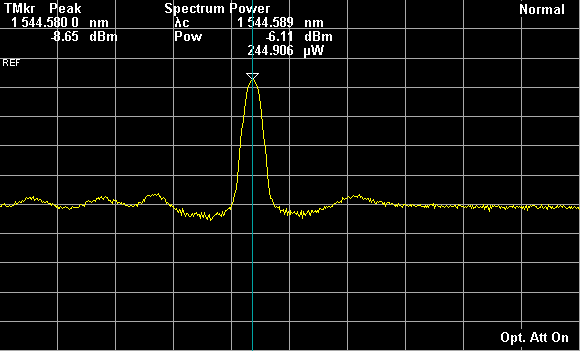 TMkr Peak Spectrum Power Normal
1 544.580 0 nm λc 1 544.589 nm
-8.65 dBm Pow -6.11 dBm
244.906 µW
REF
Opt. Att On